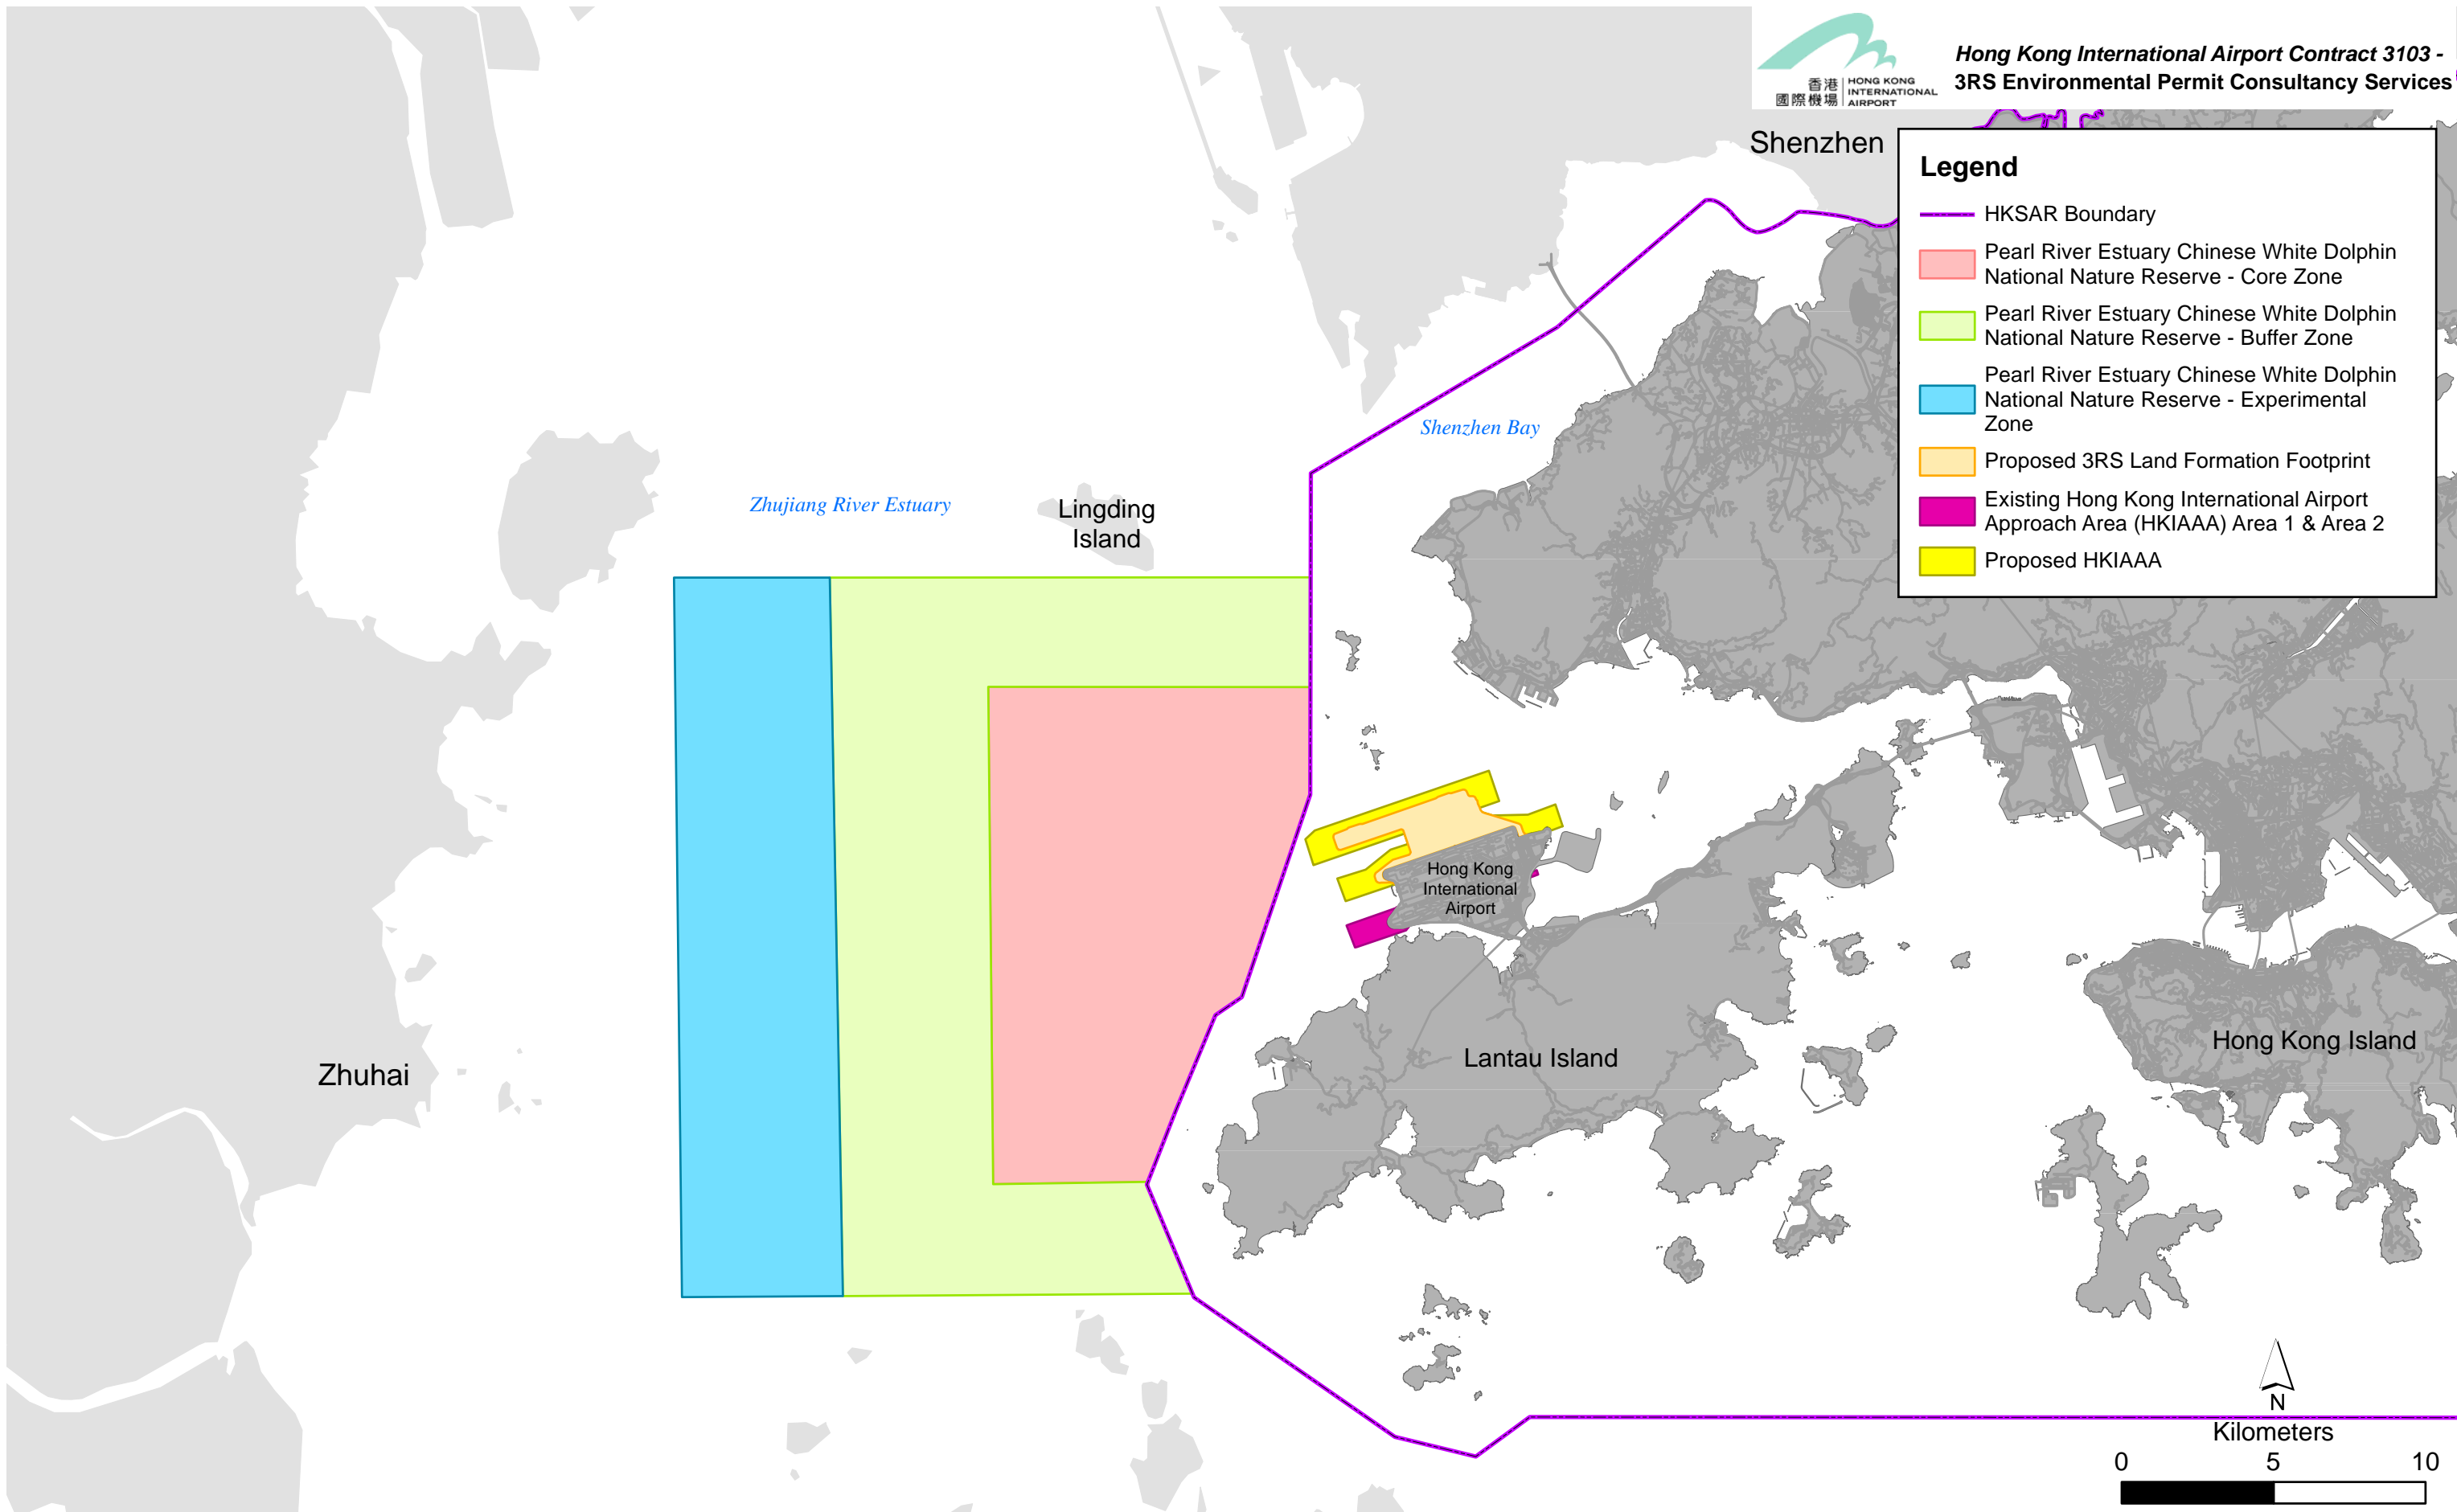 Hong Kong International Airport Contract 3103 -
3RS Environmental Permit Consultancy Services
香港
國際機場
HONG KONG
INTERNATIONAL
AIRPORT
Shenzhen
Legend
HKSAR Boundary
Pearl River Estuary Chinese White Dolphin
National Nature Reserve - Core Zone
Pearl River Estuary Chinese White Dolphin
National Nature Reserve - Buffer Zone
Pearl River Estuary Chinese White Dolphin
National Nature Reserve - Experimental
Zone
Proposed 3RS Land Formation Footprint
Existing Hong Kong International Airport
Approach Area (HKIAAA) Area 1 & Area 2
Proposed HKIAAA
Shenzhen Bay
Zhujiang River Estuary
Lingding
Island
Hong Kong
International
Airport
Lantau Island
Hong Kong Island
Zhuhai
N
Kilometers
0 5 10